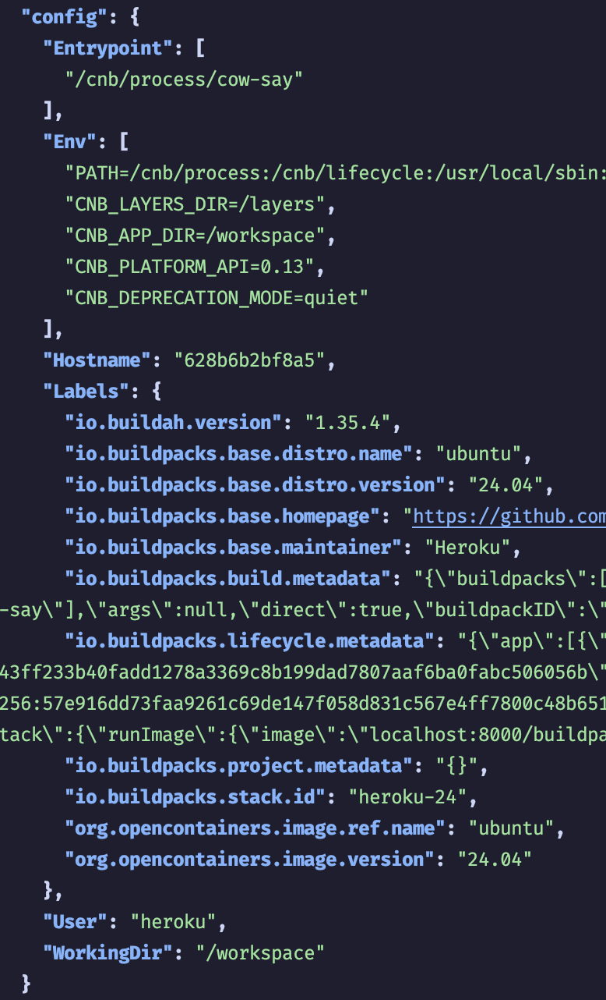 "config": {
"Entrypoint": [
"/cnb/process/cow-say"
],
"Env": [
"PATH=/cnb/process:/cnb/lifecycle:/usr/local/sbin:
"CNB_LAYERS_DIR=/layers",
"CNB_APP_DIR=/workspace",
"CNB_PLATFORM_API=0.13",
"CNB_DEPRECATION_MODE=quiet"
],
"Hostname": "628b6b2bf8a5",
"Labels": {
"io.buildah.version": "1.35.4",
"io.buildpacks.base.distro.name": "ubuntu",
"io.buildpacks.base.distro.version": "24.04",
"io.buildpacks.base.homepage": "https://github.com
"io.buildpacks.base.maintainer": "Heroku",
"io.buildpacks.build.metadata": "{\"buildpacks\":[
-say\"],\"args\":null,\"direct\":true,\"buildpackID\":\"
"io.buildpacks.lifecycle.metadata": "{\"app\":[{\"
43ff233b40fadd1278a3369c8b199dad7807aaf6ba0fabc506056b\"
256:57e916dd73faa9261c69de147f058d831c567e4ff7800c48b651
tack\":{\"runImage\":{\"image\":\"localhost:8000/buildpa
"io.buildpacks.project.metadata": "{}",
"io.buildpacks.stack.id": "heroku-24",
"org.opencontainers.image.ref.name": "ubuntu",
"org.opencontainers.image.version": "24.04"
},
"User": "heroku",
"WorkingDir": "/workspace"
}